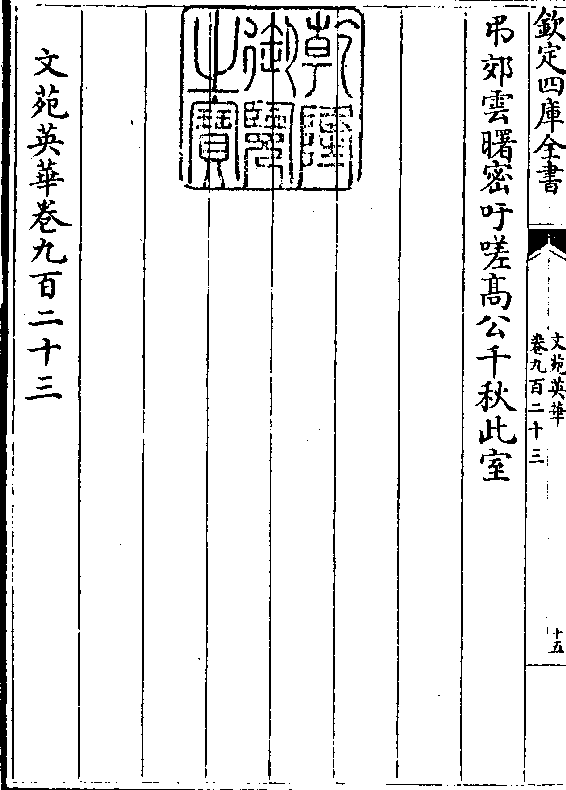 欽定四庫全書
文苑英華
卷九百二十三
十五
弔郊雲曙密吁嗟髙公千秋此室
乾隆御覽之寶
文苑英華卷九百二十三